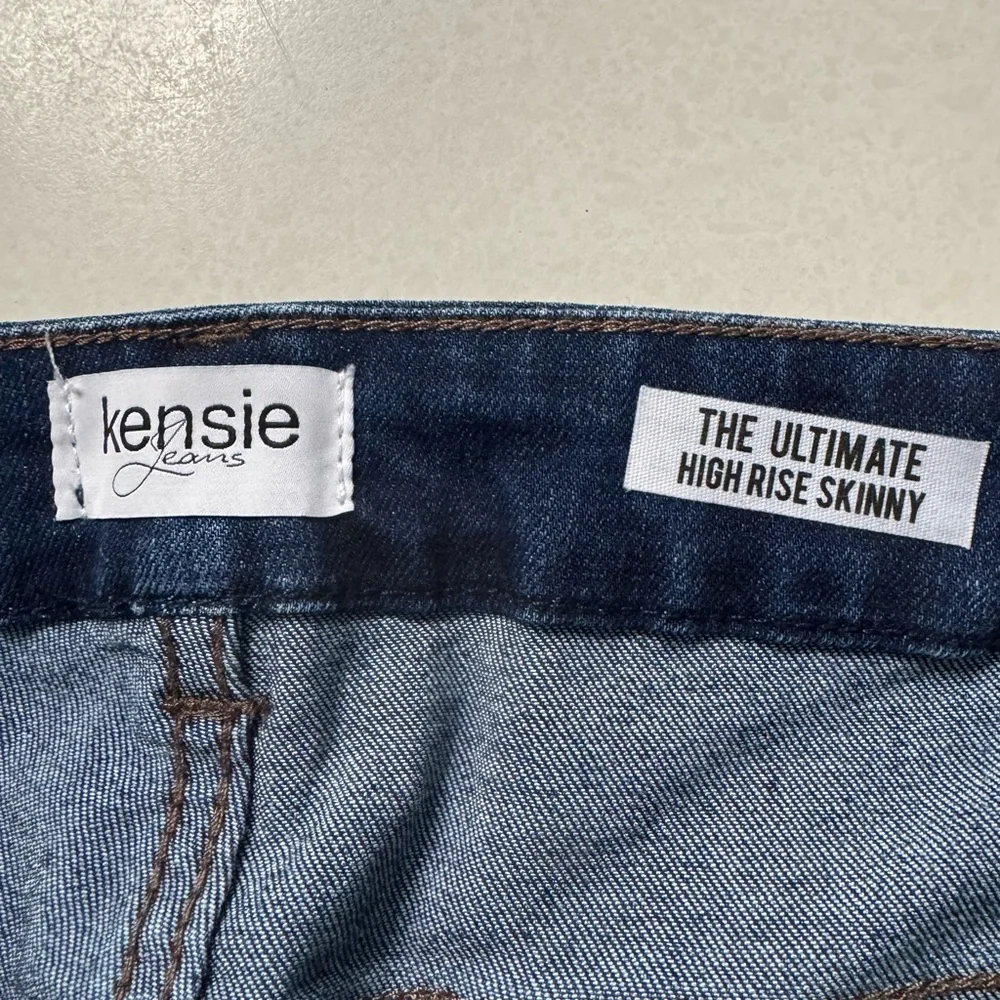 kensie
Jeans
THE ULTIMATE
HIGH RISE SKINNY